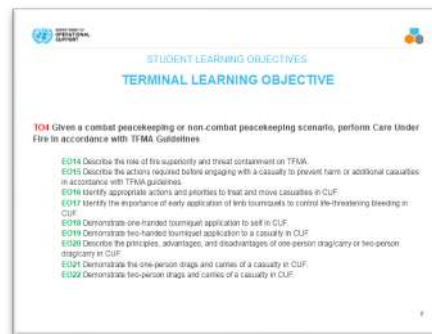 OPERATIONAL
SUPPORT
STUDENT LEARNING OBJECTIVES
TERMINAL LEARNING OBJECTIVE
TO4 Given a combat peacekeeping or non-combat peacekeeping scenario, perform Care Under
Fire in accordance with TFMA Guidelines
EO14 Describe the role of fire superiority and threat containment on TFMA.
EO15 Describe the actions required before engaging with a casualty to prevent harm or additional casualties
in accordance with TFMA guidelines.
EO16 Identify appropriate actions and priorities to treat and move casualties in CUF.
EO17 Identify the importance of early application of limb tourniquets to control life-threatening bleeding in
CUF.
EO18 Demonstrate one-handed tourniquet application to self in CUF.
EO19 Demonstrate two-handed tourniquet application to a casualty in CUF.
EO20 Describe the principles, advantages, and disadvantages of one-person drag/carry or two-person
drag/carry in CUF.
EO21 Demonstrate the one-person drags and carries of a casualty in CUF.
EO22 Demonstrate two-person drags and carries of a casualty in CUF.